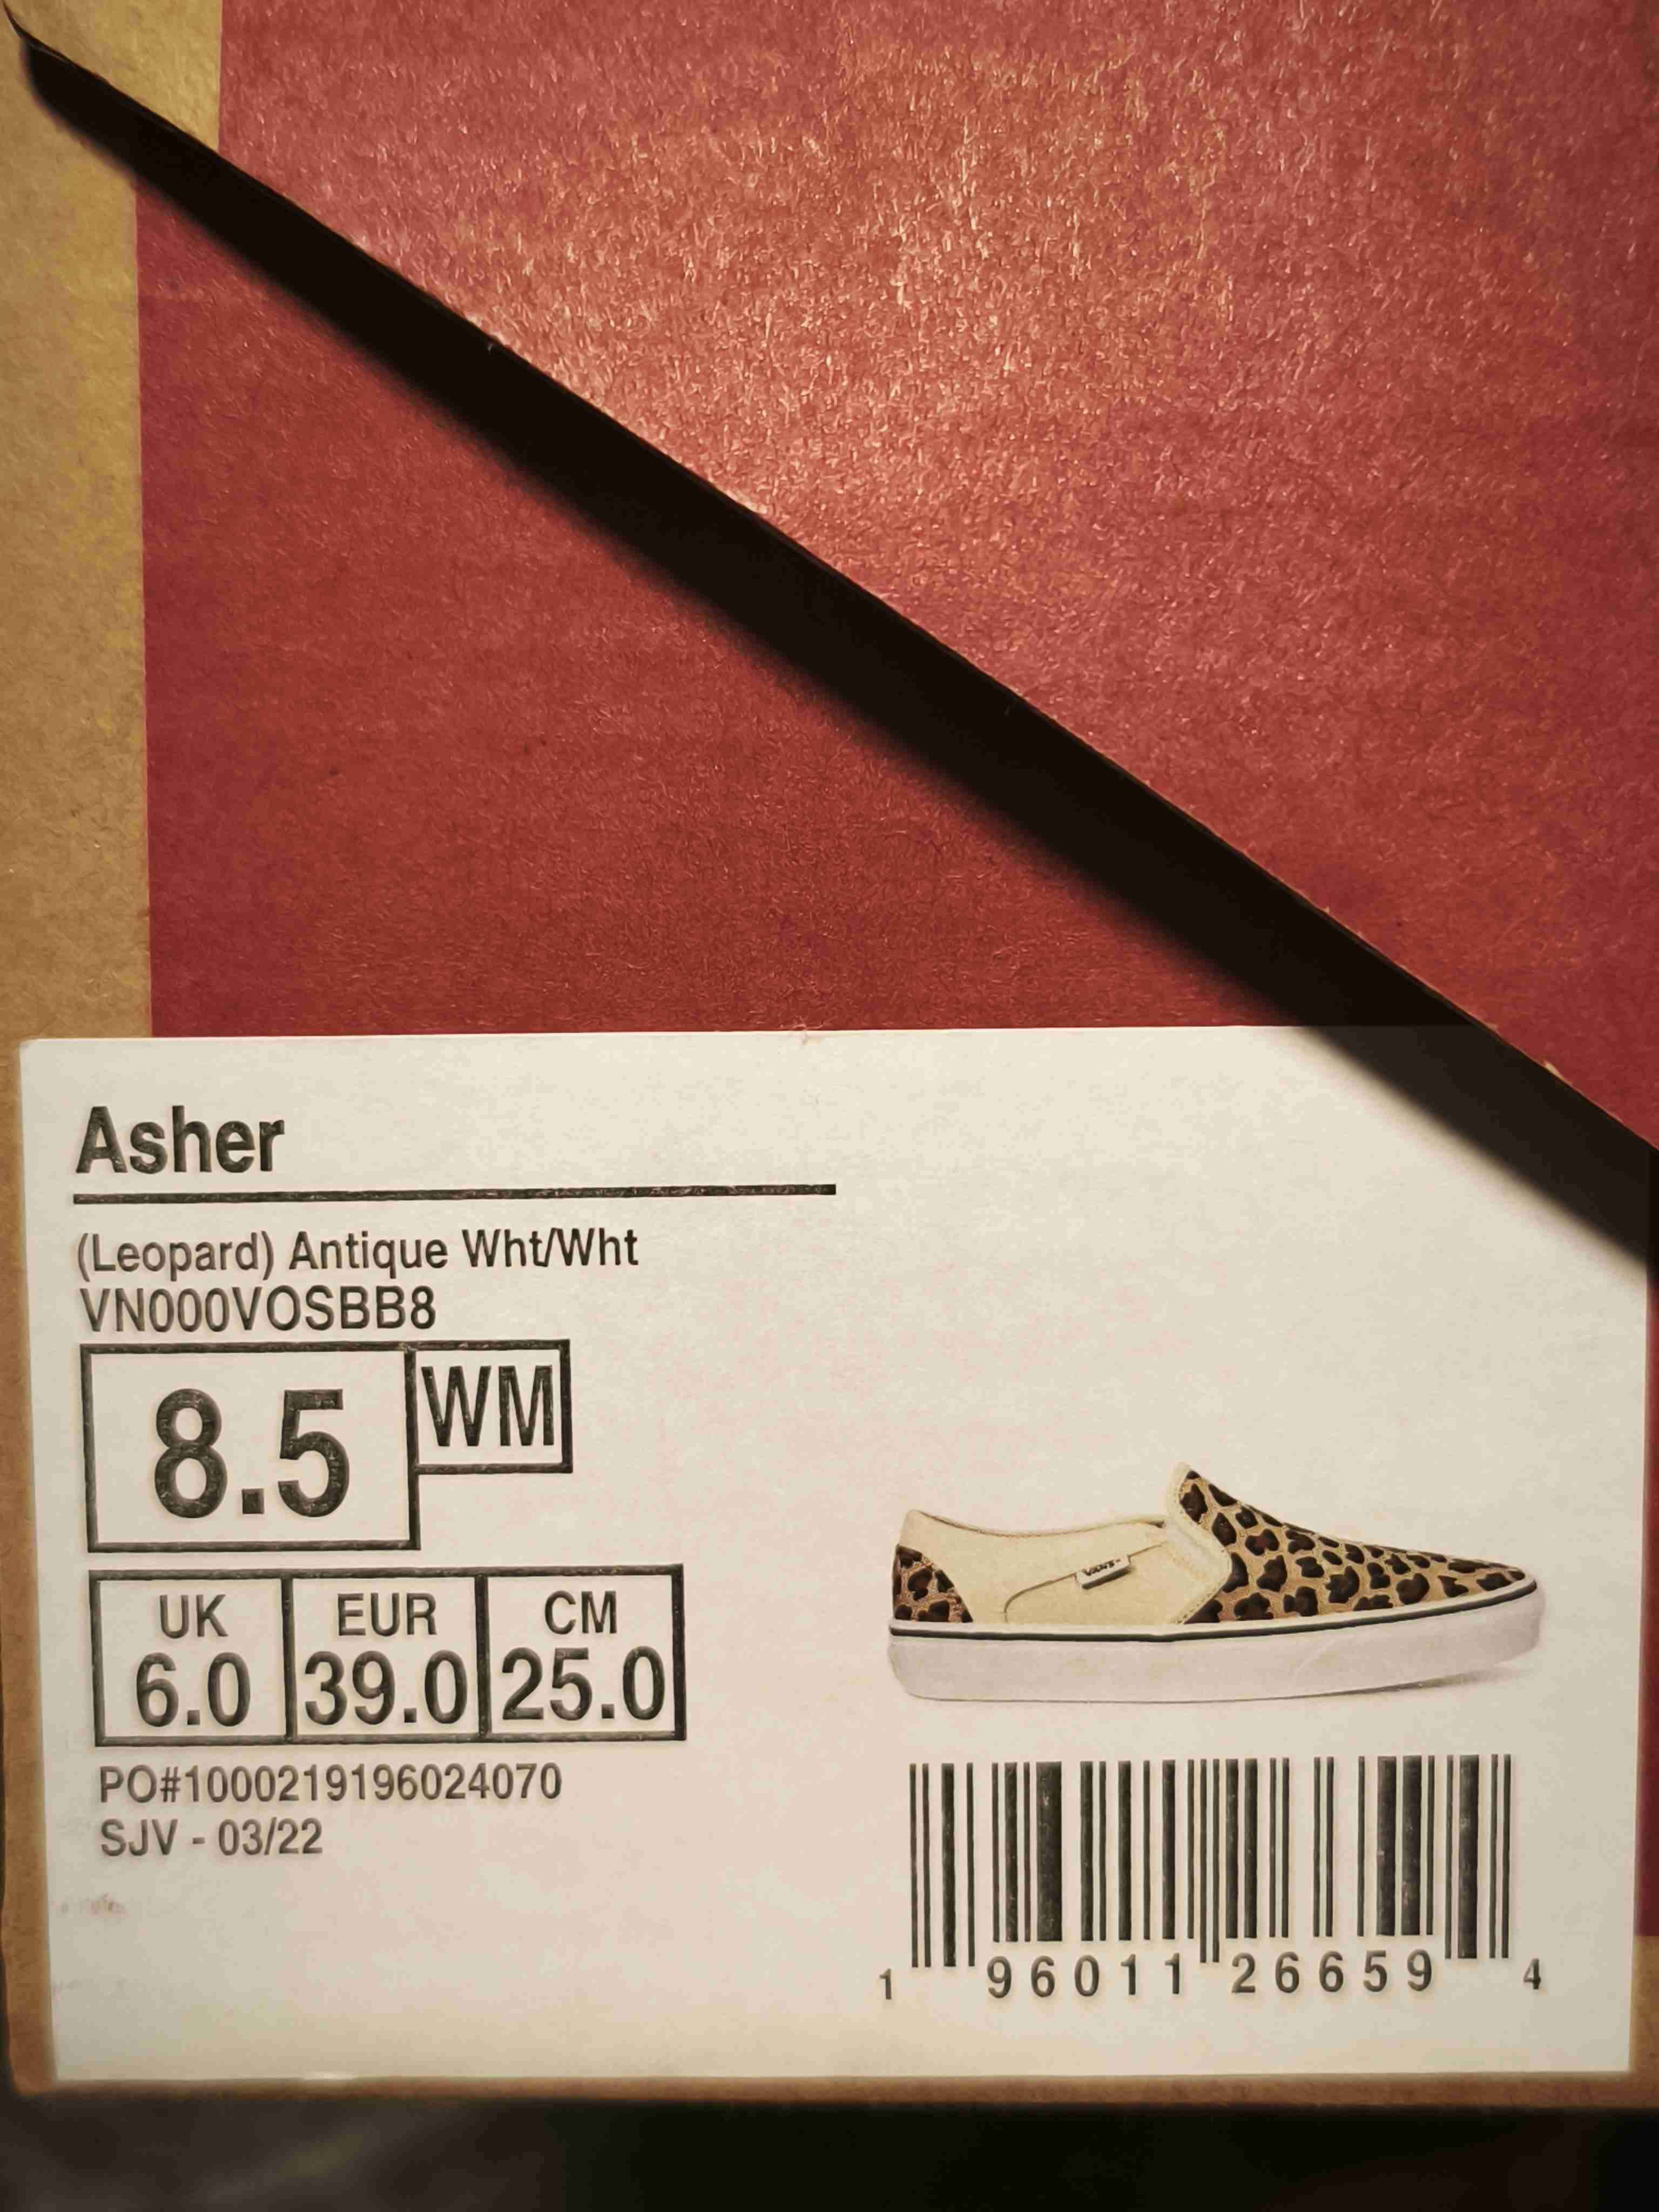 Asher
(Leopard) Antique Wht/Wht
VN000VOSBB8
8.5 WM
UK EUR CM
6.0 39.0 25.0
PO#1000219196024070
SJV - 03/22
VANS
1 96011 26659 4